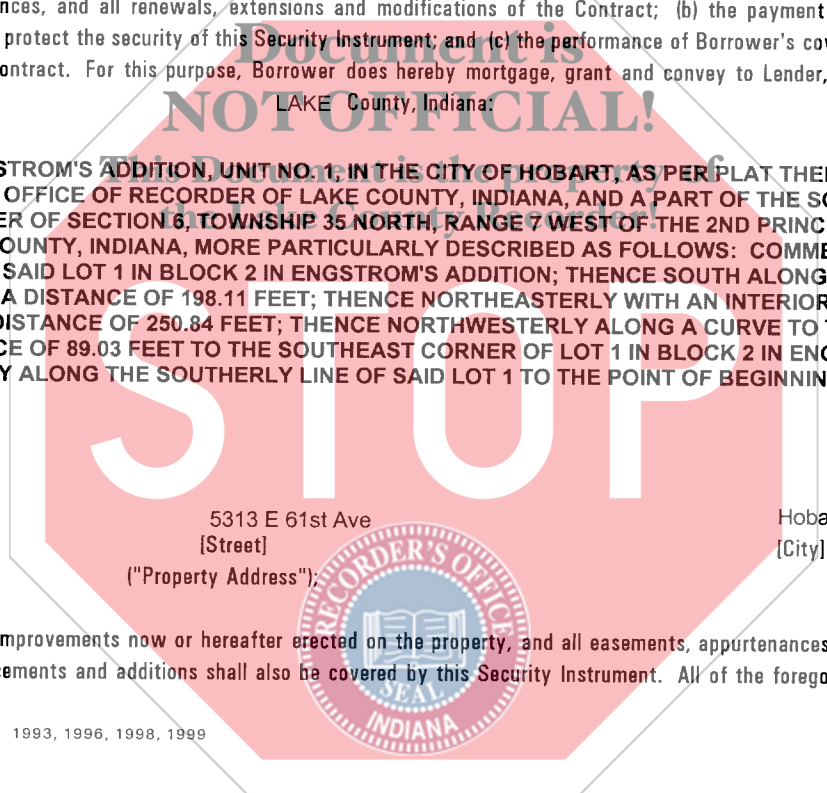 nces, and all renewals, extensions and modifications of the Contract; (b) the payment
protect the security of this Security Instrument; and (c) the performance of Borrower's cov
ontract. For this purpose, Borrower does hereby mortgage, grant and convey to Lender,
LAKE County, Indiana:
Document is
NOT OFFICIAL!
This Document is the property of
the Lake County Recorder!
STROM'S ADDITION, UNIT NO. 1, IN THE CITY OF HOBART, AS PER PLAT THE
OFFICE OF RECORDER OF LAKE COUNTY, INDIANA, AND A PART OF THE SO
ER OF SECTION 6, TOWNSHIP 35 NORTH, RANGE 7 WEST OF THE 2ND PRINC
OUNTY, INDIANA, MORE PARTICULARLY DESCRIBED AS FOLLOWS: COMME
SAID LOT 1 IN BLOCK 2 IN ENGSTROM'S ADDITION; THENCE SOUTH ALONG
A DISTANCE OF 198.11 FEET; THENCE NORTHEASTERLY WITH AN INTERIOR
DISTANCE OF 250.84 FEET; THENCE NORTHWESTERLY ALONG A CURVE TO
CE OF 89.03 FEET TO THE SOUTHEAST CORNER OF LOT 1 IN BLOCK 2 IN ENG
Y ALONG THE SOUTHERLY LINE OF SAID LOT 1 TO THE POINT OF BEGINNIN
STOP
5313 E 61st Ave Hoba
[Street] [City]
("Property Address");
RECORDER'S OFFICE
SEAL
INDIANA
mprovements now or hereafter erected on the property, and all easements, appurtenances
cements and additions shall also be covered by this Security Instrument. All of the forego
1993, 1996, 1998, 1999